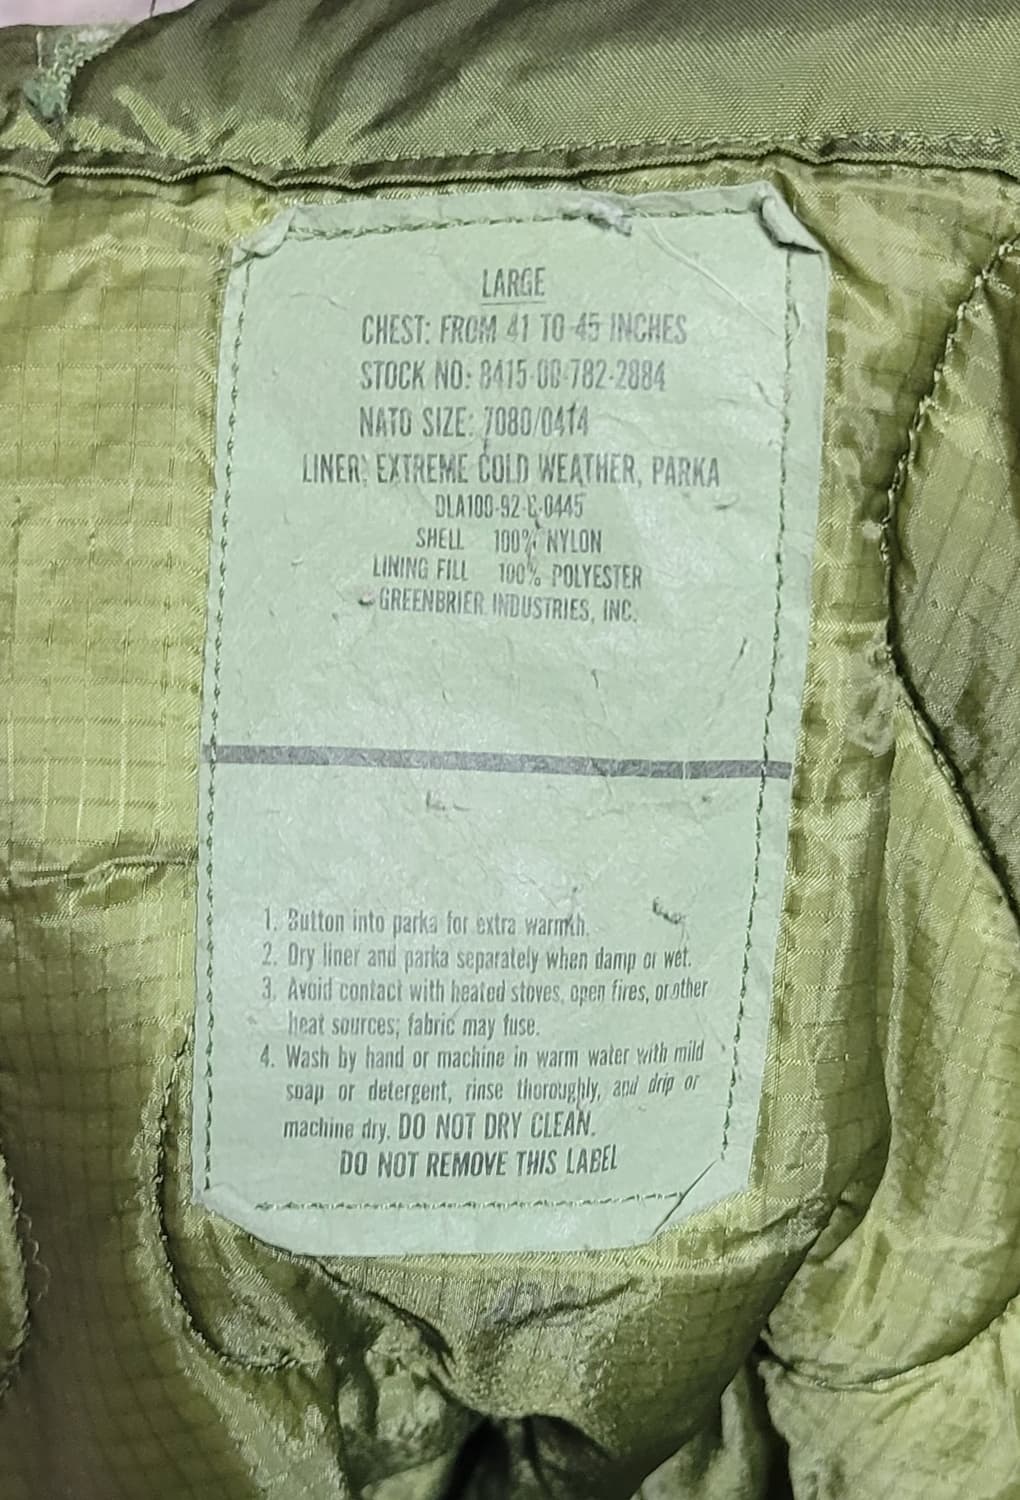 LARGE
CHEST: FROM 41 TO 45 INCHES
STOCK NO: 8415-00-782-2884
NATO SIZE: 7080/0414
LINER, EXTREME COLD WEATHER, PARKA
DLA100-92-C-0445
SHELL 100% NYLON
LINING FILL 100% POLYESTER
GREENBRIER INDUSTRIES, INC.
1. Button into parka for extra warmth.
2. Dry liner and parka separately when damp or wet.
3. Avoid contact with heated stoves, open fires, or other
heat sources; fabric may fuse.
4. Wash by hand or machine in warm water with mild
soap or detergent, rinse thoroughly, and drip or
machine dry. DO NOT DRY CLEAN.
DO NOT REMOVE THIS LABEL